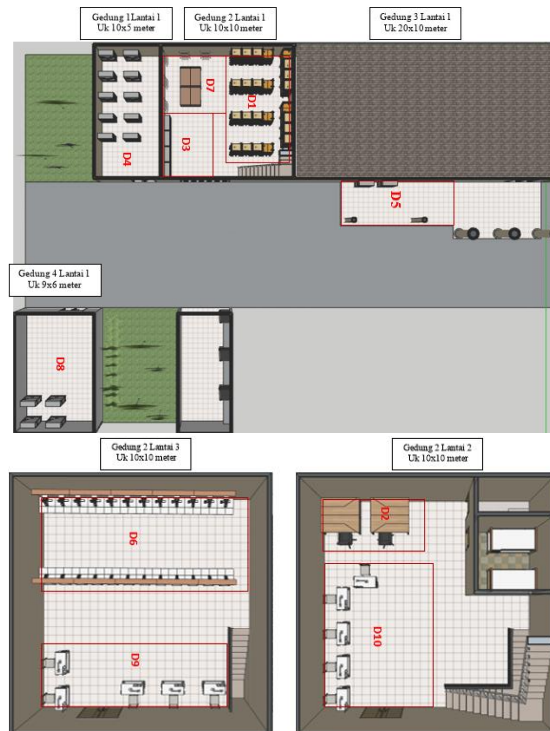 Gedung 1Lantai 1
Uk 10x5 meter
Gedung 2 Lantai 1
Uk 10x10 meter
Gedung 3 Lantai 1
Uk 20x10 meter
D4
D7
D3
D1
D5
Gedung 4 Lantai 1
Uk 9x6 meter
D8
Gedung 2 Lantai 3
Uk 10x10 meter
Gedung 2 Lantai 2
Uk 10x10 meter
D6
D9
D2
D10